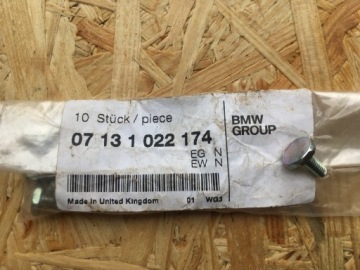 10 Stück / piece
07 13 1 022 174
EG N
EW N
BMW
GROUP
Made in United Kingdom 01